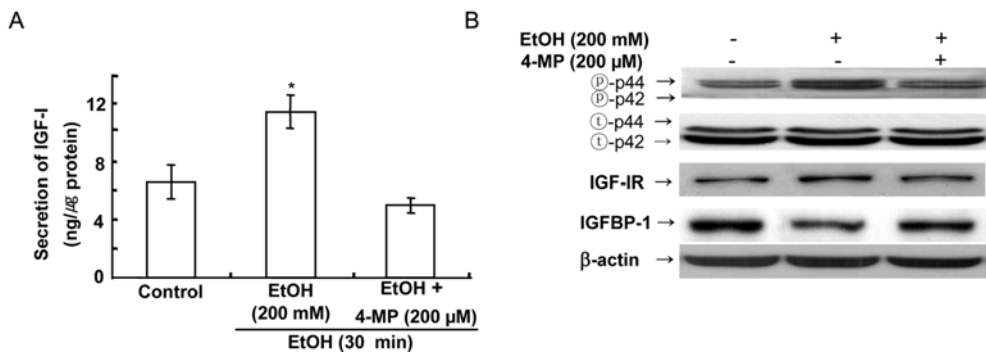 A
Secretion of IGF-I
(ng/㎍ protein)
12
8
4
0
*
Control
EtOH
(200 mM)
EtOH +
4-MP (200 µM)
EtOH (30 min)
B
EtOH (200 mM) - + +
4-MP (200 µM) - - +
ⓟ-p44 →
ⓟ-p42 →
ⓣ-p44 →
ⓣ-p42 →
IGF-IR →
IGFBP-1 →
β-actin →